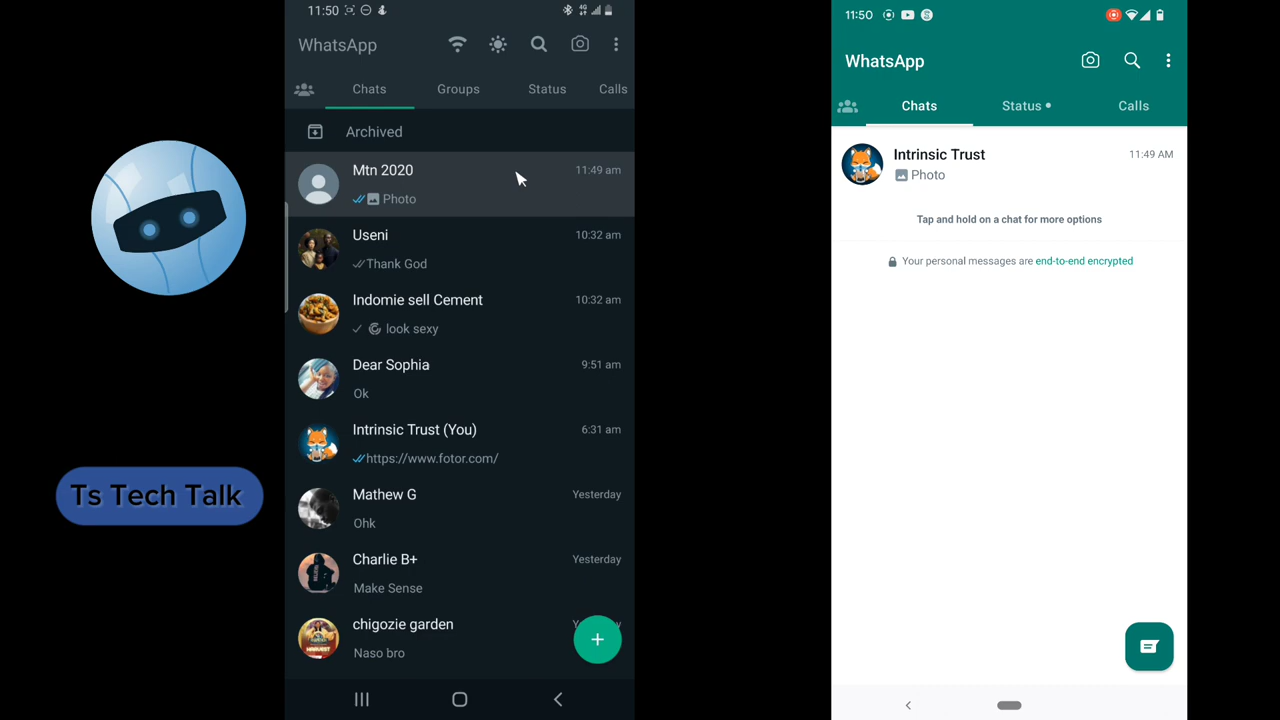 Ts Tech Talk
11:50
WhatsApp
Chats Groups Status Calls
Archived
Mtn 2020 11:49 am
Photo
Useni 10:32 am
Thank God
Indomie sell Cement 10:32 am
look sexy
Dear Sophia 9:51 am
Ok
Intrinsic Trust (You) 6:31 am
https://www.fotor.com/
Mathew G Yesterday
Ohk
Charlie B+ Yesterday
Make Sense
chigozie garden
Naso bro
11:50
WhatsApp
Chats Status Calls
Intrinsic Trust 11:49 AM
Photo
Tap and hold on a chat for more options
Your personal messages are end-to-end encrypted